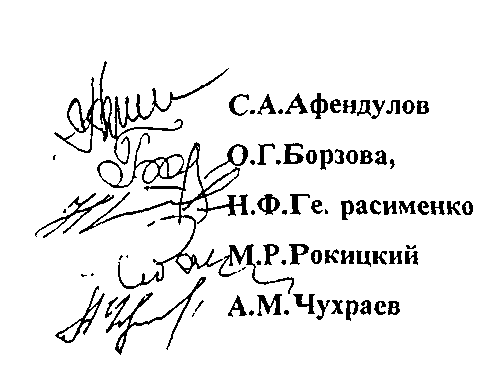 С.А.Афендулов
О.Г.Борзова,
Н.Ф.Ге. расименко
М.Р.Рокицкий
А.М.Чухраев